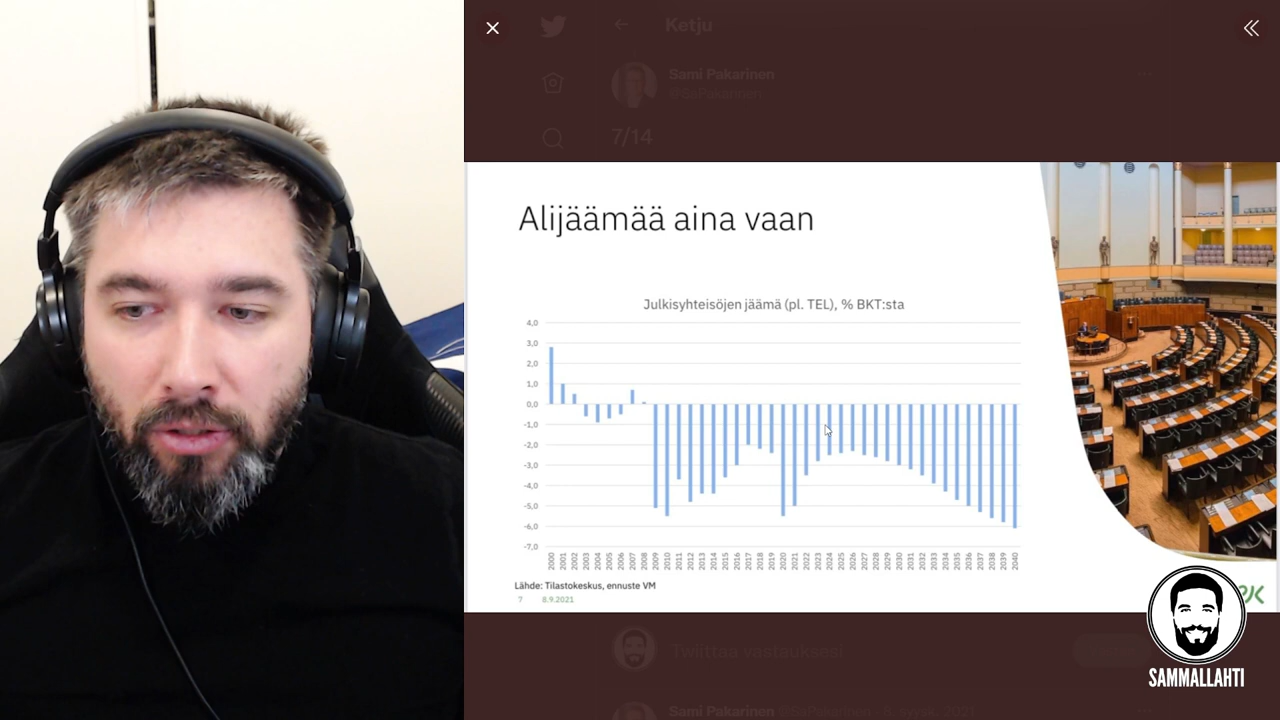 Ketju
Sami Pakarinen
@SaPakarinen
7/14
Alijäämää aina vaan
Julkisyhteisöjen jäämä (pl. TEL), % BKT:sta
4,0
3,0
2,0
1,0
0,0
-1,0
-2,0
-3,0
-4,0
-5,0
-6,0
-7,0
2000 2001 2002 2003 2004 2005 2006 2007 2008 2009 2010 2011 2012 2013 2014 2015 2016 2017 2018 2019 2020 2021 2022 2023 2024 2025 2026 2027 2028 2029 2030 2031 2032 2033 2034 2035 2036 2037 2038 2039 2040
Lähde: Tilastokeskus, ennuste VM
7 8.9.2021
Twiittaa vastauksesi
SAMMALLAHTI
Sami Pakarinen @SaPakarinen